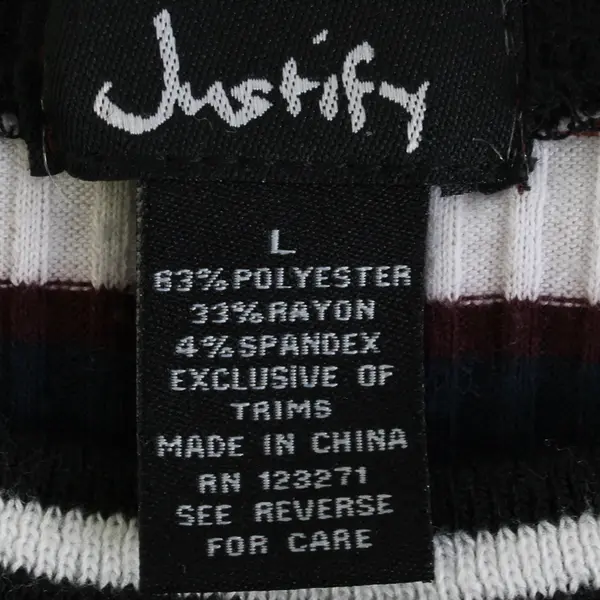 Justify
L
63%POLYESTER
33%RAYON
4%SPANDEX
EXCLUSIVE OF
TRIMS
MADE IN CHINA
RN 123271
SEE REVERSE
FOR CARE